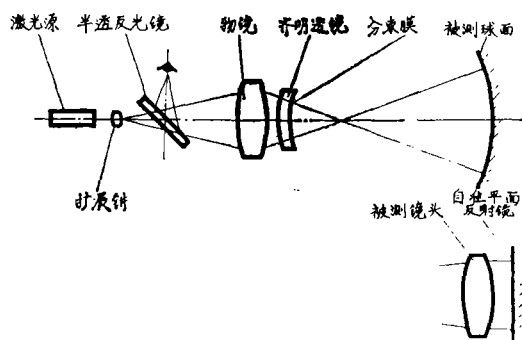 激光源
半透反光镜
物镜
齐明透镜
分束膜
被测球面
扩展镜
被测镜头
自准平面
反射镜